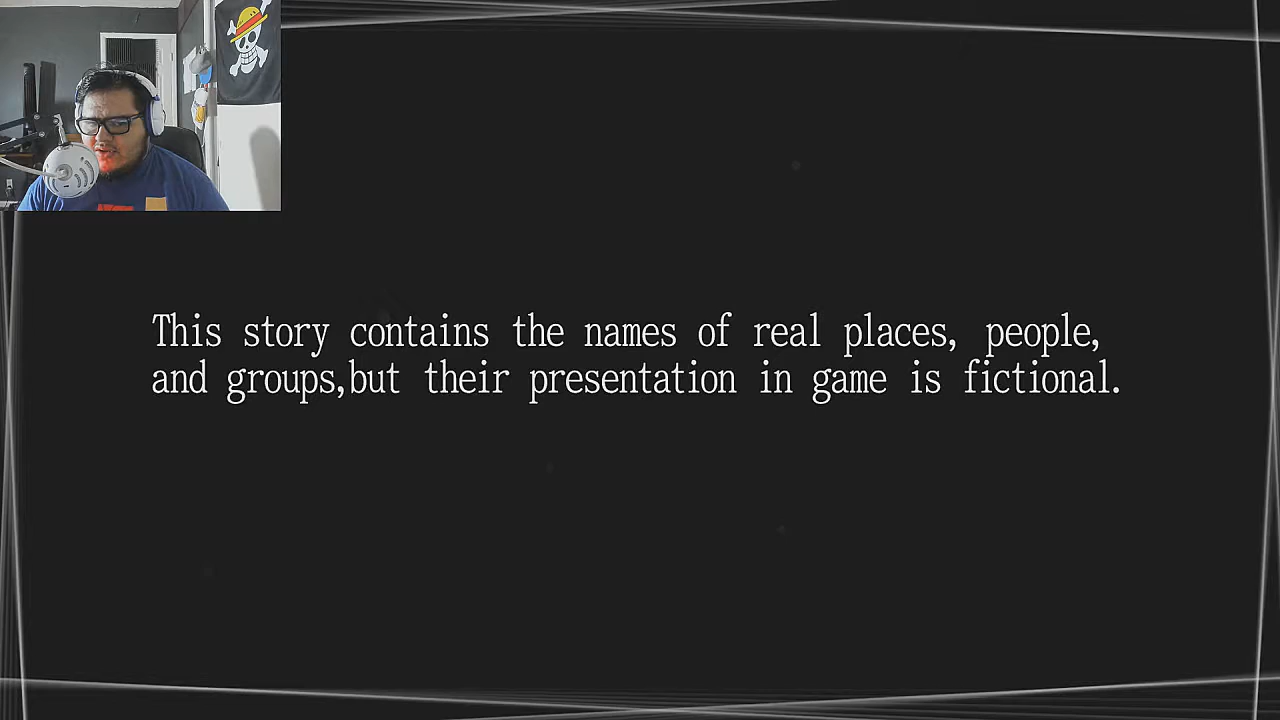 This story contains the names of real places, people,
and groups,but their presentation in game is fictional.